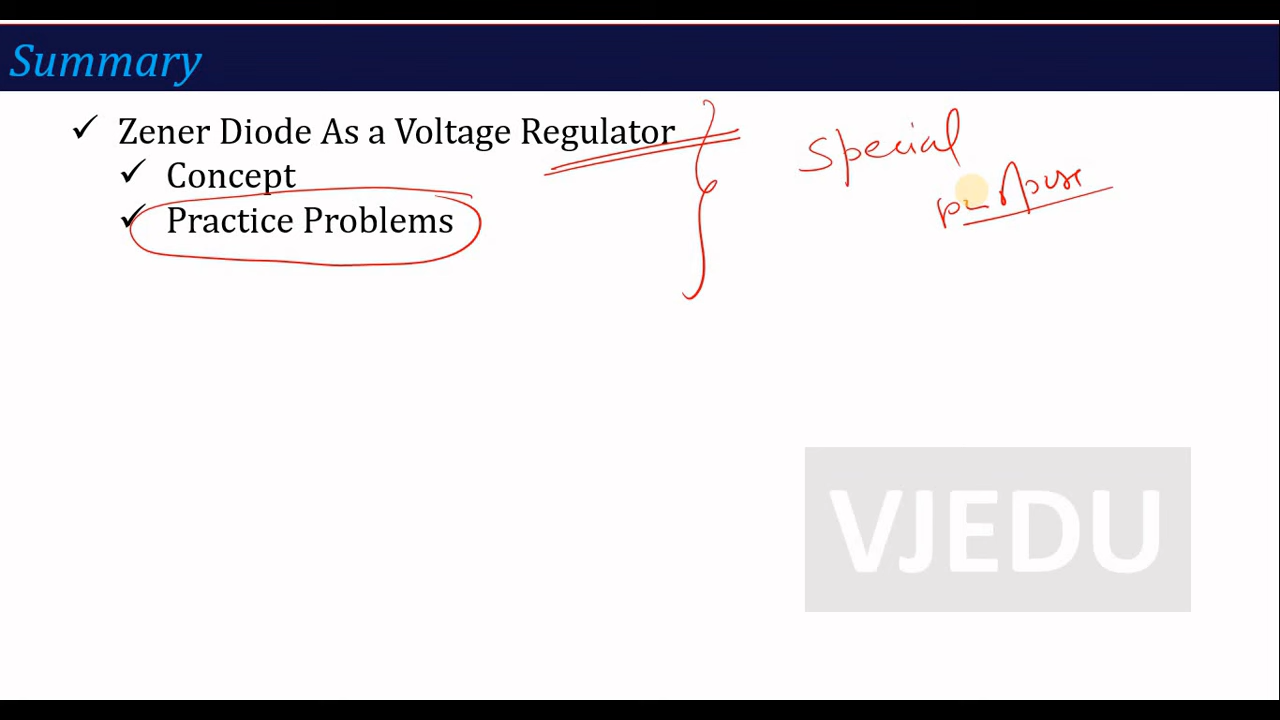 Summary
✓ Zener Diode As a Voltage Regulator
✓ Concept
✓ Practice Problems
special
purpose
VJEDU